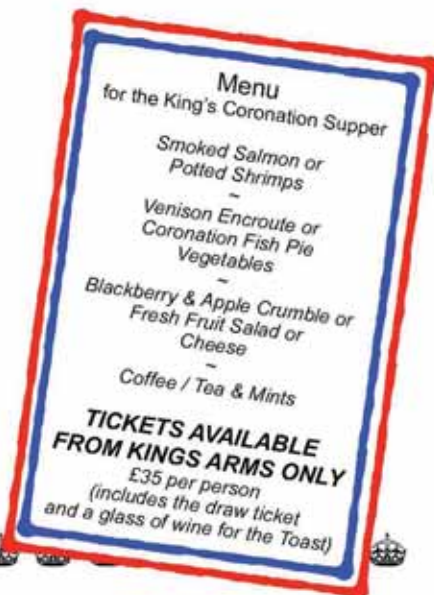 Menu
for the King's Coronation Supper
Smoked Salmon or
Potted Shrimps
~
Venison Encroute or
Coronation Fish Pie
Vegetables
~
Blackberry & Apple Crumble or
Fresh Fruit Salad or
Cheese
~
Coffee / Tea & Mints
TICKETS AVAILABLE
FROM KINGS ARMS ONLY
£35 per person
(includes the draw ticket
and a glass of wine for the Toast)